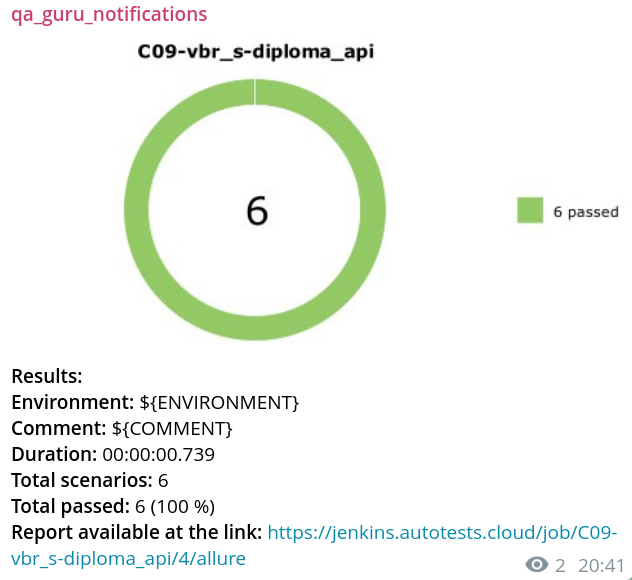 qa_guru_notifications
C09-vbr_s-diploma_api
6
6 passed
Results:
Environment: ${ENVIRONMENT}
Comment: ${COMMENT}
Duration: 00:00:00.739
Total scenarios: 6
Total passed: 6 (100 %)
Report available at the link: https://jenkins.autotests.cloud/job/C09-
vbr_s-diploma_api/4/allure
2 20:41